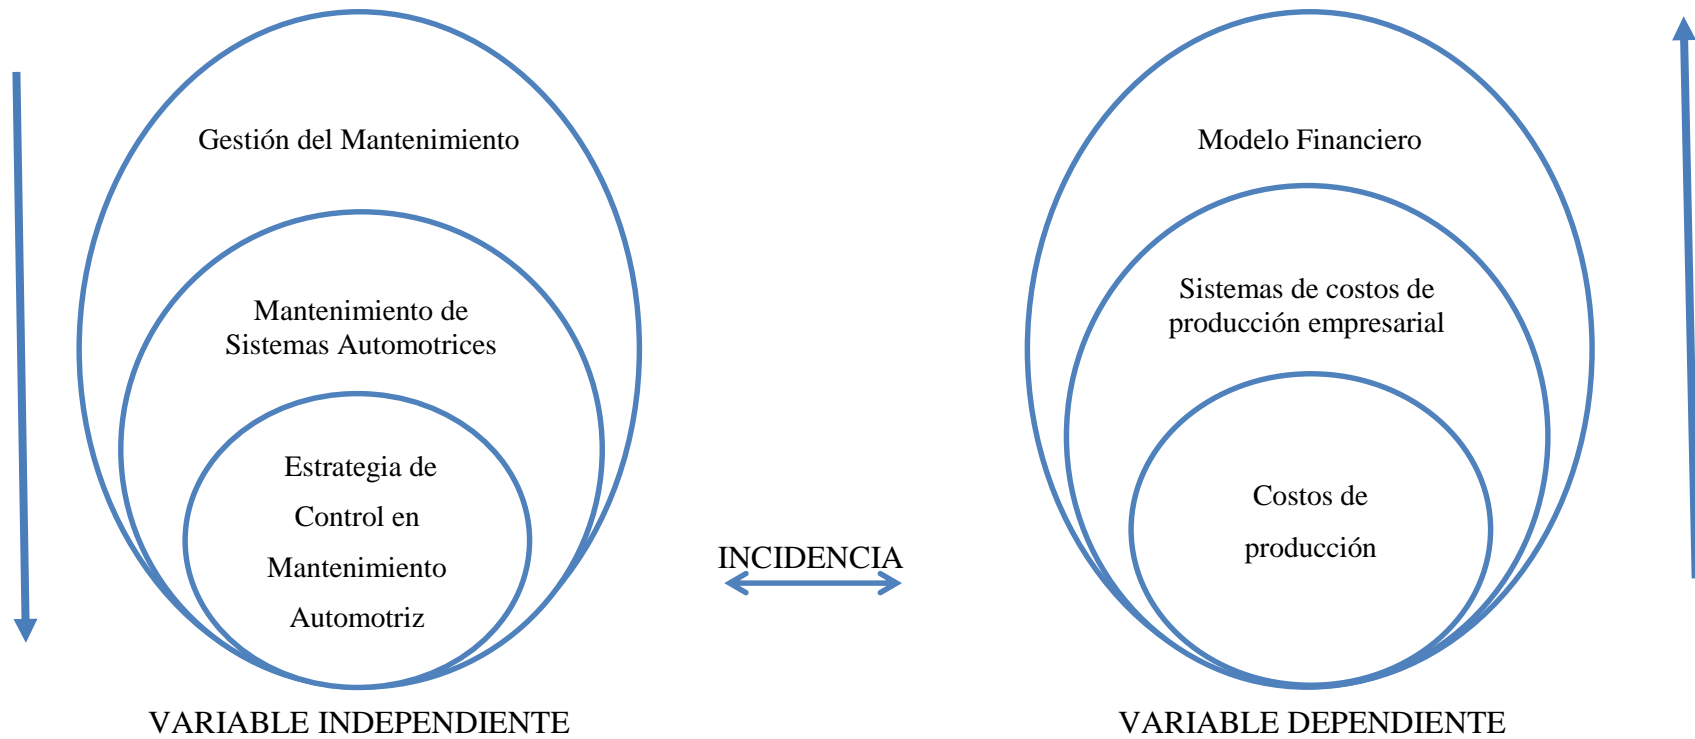 Gestión del Mantenimiento
Mantenimiento de
Sistemas Automotrices
Estrategia de
Control en
Mantenimiento
Automotriz
VARIABLE INDEPENDIENTE
INCIDENCIA
Modelo Financiero
Sistemas de costos de
producción empresarial
Costos de
producción
VARIABLE DEPENDIENTE